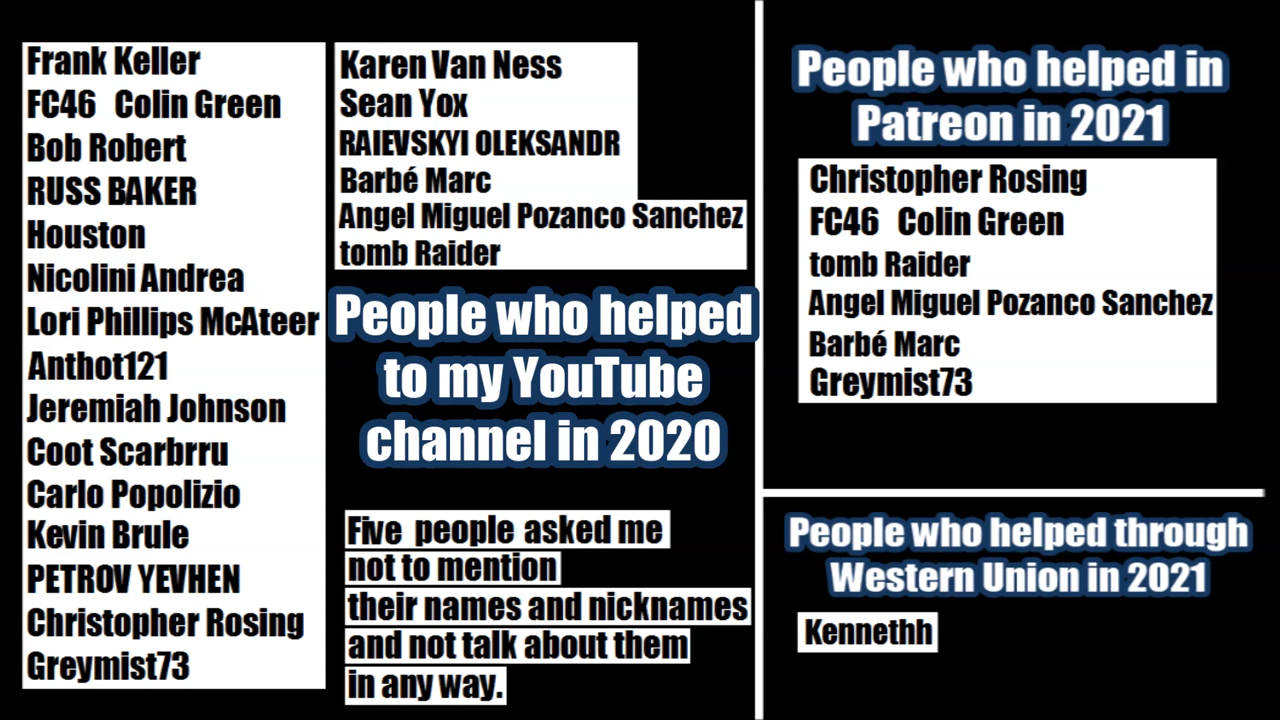 Frank Keller
FC46 Colin Green
Bob Robert
RUSS BAKER
Houston
Nicolini Andrea
Lori Phillips McAteer
Anthot121
Jeremiah Johnson
Coot Scarbrru
Carlo Popolizio
Kevin Brule
PETROV YEVHEN
Christopher Rosing
Greymist73
Karen Van Ness
Sean Yox
RAIEVSKYI OLEKSANDR
Barbé Marc
Angel Miguel Pozanco Sanchez
tomb Raider
People who helped
to my YouTube
channel in 2020
Five people asked me
not to mention
their names and nicknames
and not talk about them
in any way.
People who helped in
Patreon in 2021
Christopher Rosing
FC46 Colin Green
tomb Raider
Angel Miguel Pozanco Sanchez
Barbé Marc
Greymist73
People who helped through
Western Union in 2021
Kennethh